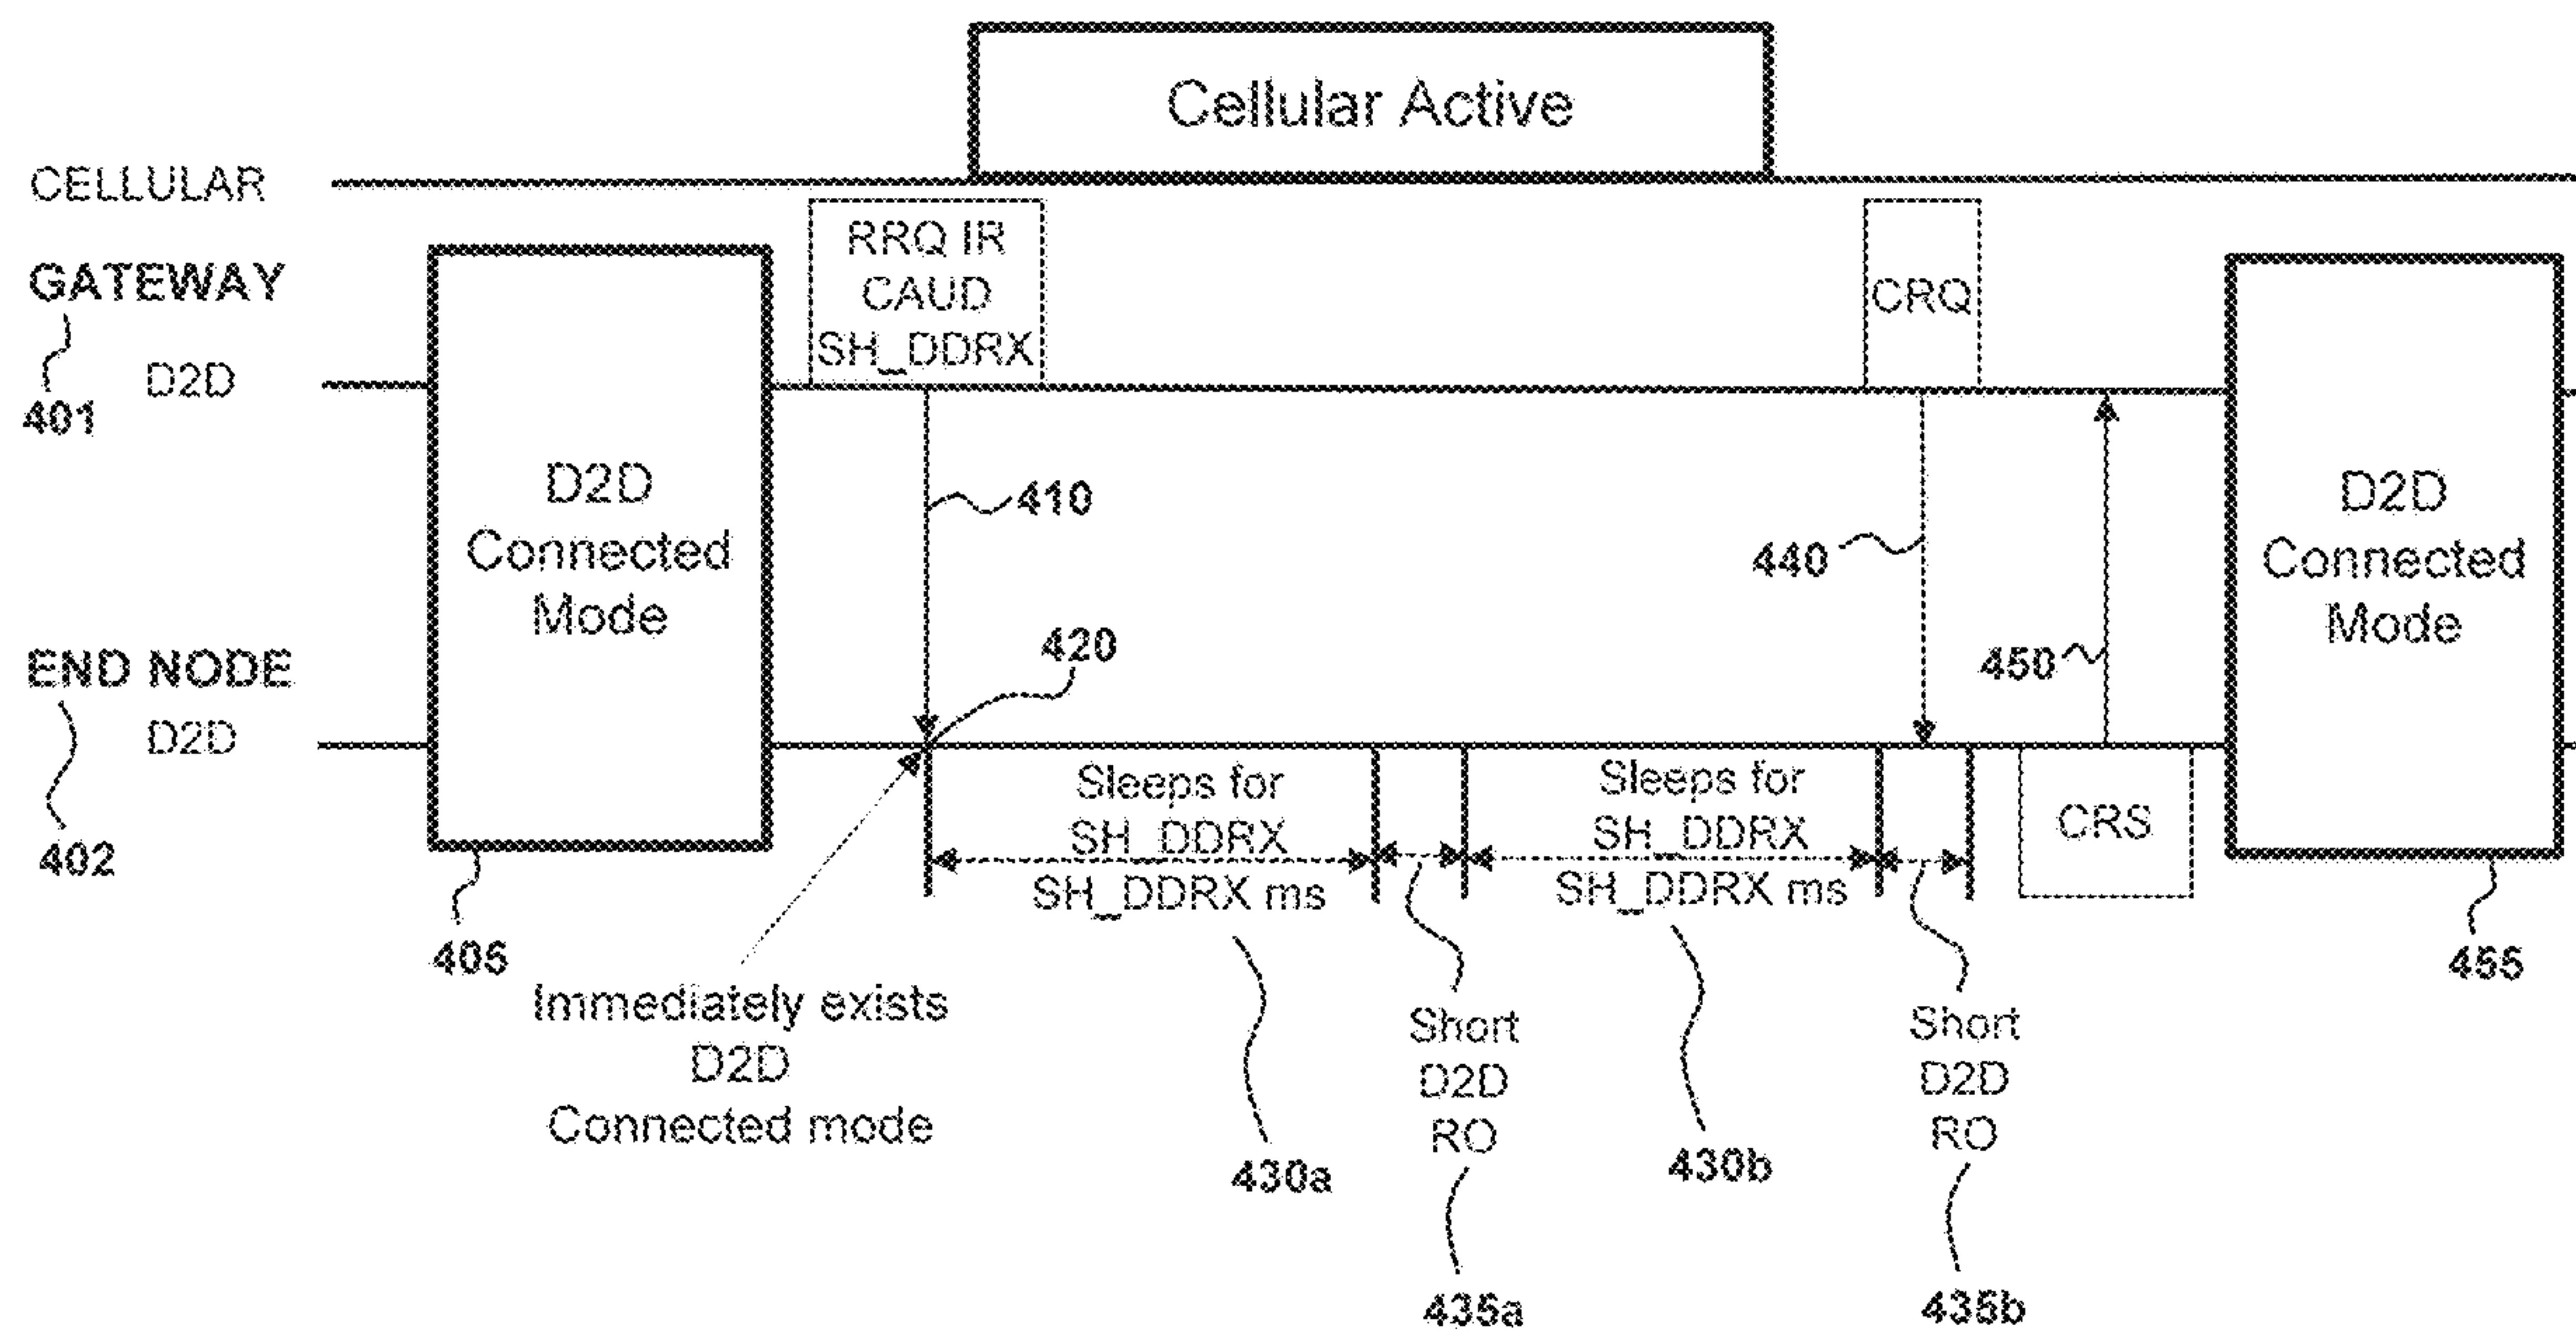 Cellular Active
CELLULAR
RRQ IR
CAUD
SH_DDRX
CRQ
GATEWAY
D2D
401
D2D
Connected
Mode
410
440
D2D
Connected
Mode
420
450
END NODE
D2D
402
Sleeps for
SH_DDRX
SH_DDRX ms
Sleeps for
SH_DDRX
SH_DDRX ms
CRS
405
455
Immediately exists
D2D
Connected mode
Short
D2D
RO
Short
D2D
RO
430a
430b
435a
435b